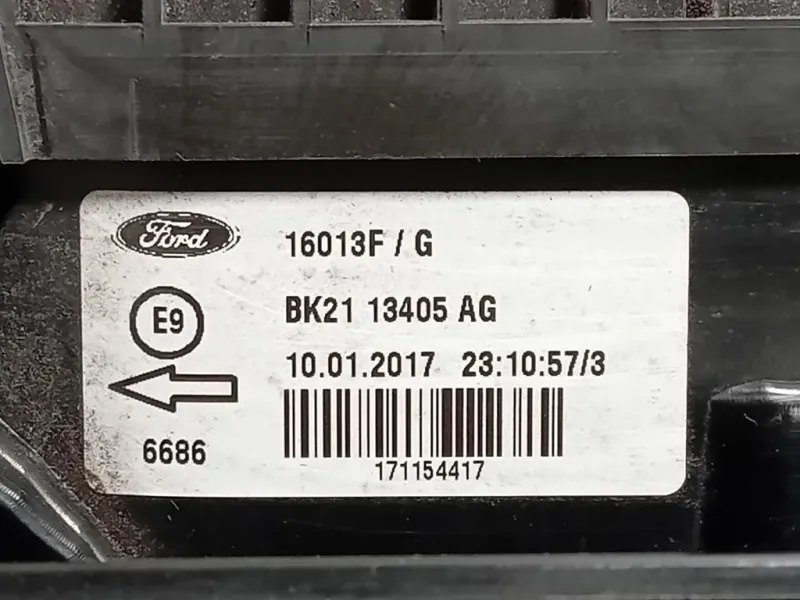 Ford
16013F / G
E9
BK21 13405 AG
10.01.2017 23:10:57/3
6686
171154417